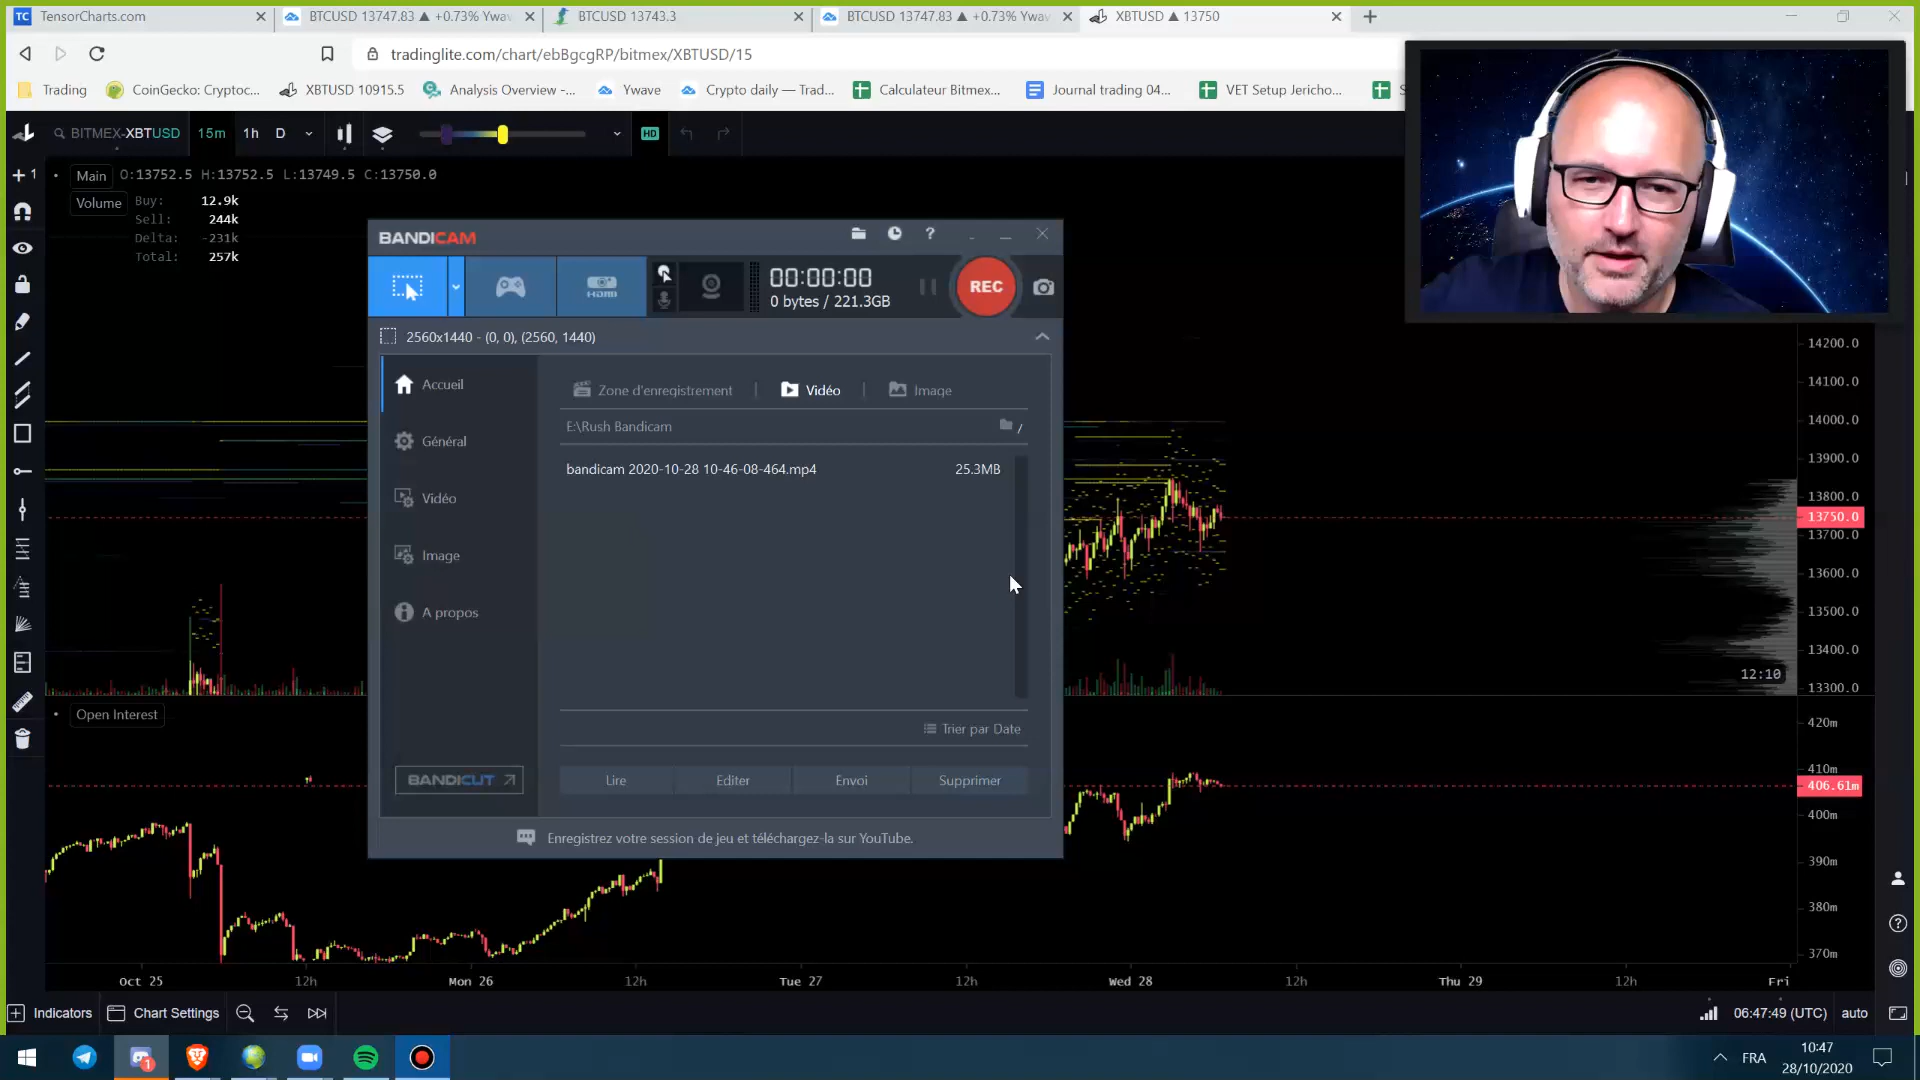 TC TensorCharts.com
BTCUSD 13747.83 ▲ +0.73% Ywav
BTCUSD 13743.3
BTCUSD 13747.83 ▲ +0.73% Ywav
XBTUSD ▲ 13750
tradinglite.com/chart/ebBgcgRP/bitmex/XBTUSD/15
Trading
CoinGecko: Cryptoc...
XBTUSD 10915.5
Analysis Overview -...
Ywave
Crypto daily — Trad...
Calculateur Bitmex...
Journal trading 04...
VET Setup Jericho...
BITMEX-XBTUSD 15m 1h D
HD
+ 1
Main O:13752.5 H:13752.5 L:13749.5 C:13750.0
Volume
Buy: 12.9k
Sell: 244k
Delta: -231k
Total: 257k
BANDICAM
?
HDMI
00:00:00
0 bytes / 221.3GB
REC
2560x1440 - (0, 0), (2560, 1440)
Accueil
Général
Vidéo
Image
A propos
BANDICUT
Zone d'enregistrement | Vidéo | Image
E:\Rush Bandicam
/
bandicam 2020-10-28 10-46-08-464.mp4 25.3MB
Trier par Date
Lire Editer Envoi Supprimer
Enregistrez votre session de jeu et téléchargez-la sur YouTube.
14200.0
14100.0
14000.0
13900.0
13800.0
13750.0
13700.0
13600.0
13500.0
13400.0
12:10
13300.0
Open Interest
420m
410m
406.61m
400m
390m
380m
370m
Oct 25 12h Mon 26 12h Tue 27 12h Wed 28 12h Thu 29 12h Fri
Indicators Chart Settings
06:47:49 (UTC) auto
1
FRA
10:47
28/10/2020